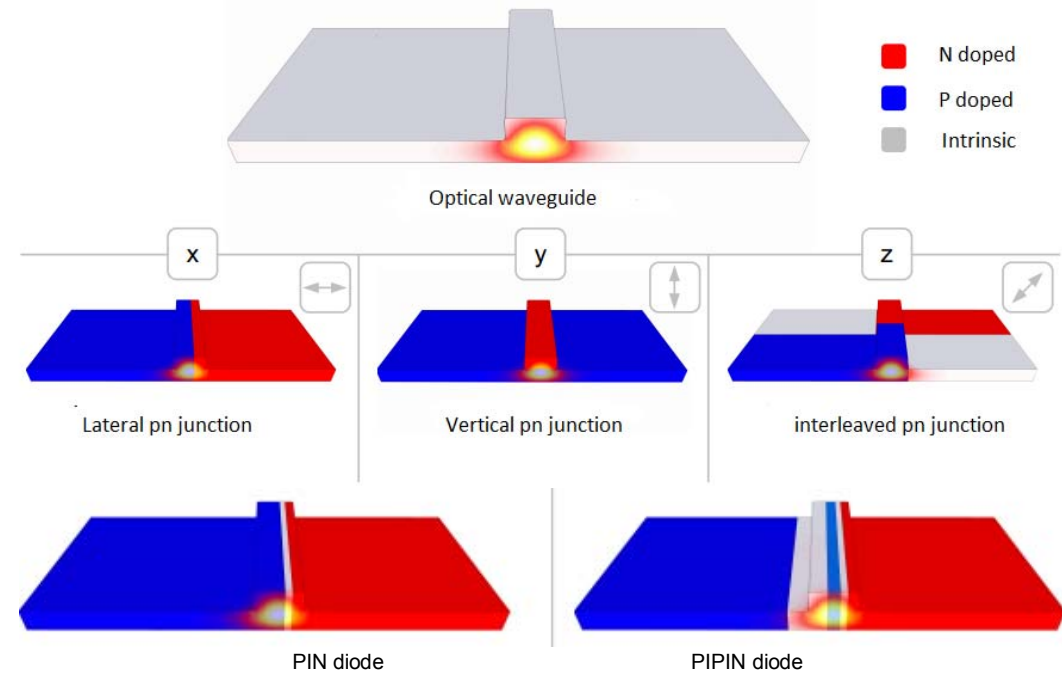 N doped
P doped
Intrinsic
Optical waveguide
x
y
z
Lateral pn junction
Vertical pn junction
interleaved pn junction
PIN diode
PIPIN diode